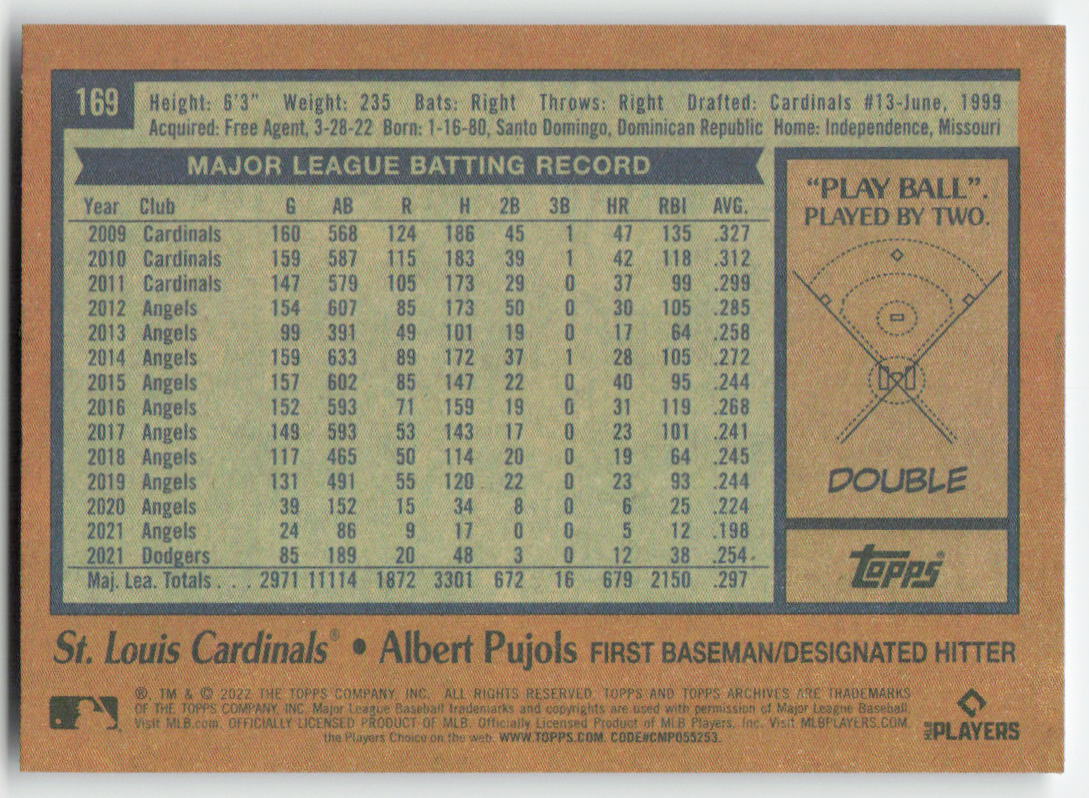 169
Height: 6'3" Weight: 235 Bats: Right Throws: Right Drafted: Cardinals #13-June, 1999
Acquired: Free Agent, 3-28-22 Born: 1-16-80, Santo Domingo, Dominican Republic Home: Independence, Missouri
MAJOR LEAGUE BATTING RECORD
Year Club G AB R H 2B 3B HR RBI AVG.
2009 Cardinals 160 568 124 186 45 1 47 135 .327
2010 Cardinals 159 587 115 183 39 1 42 118 .312
2011 Cardinals 147 579 105 173 29 0 37 99 .299
2012 Angels 154 607 85 173 50 0 30 105 .285
2013 Angels 99 391 49 101 19 0 17 64 .258
2014 Angels 159 633 89 172 37 1 28 105 .272
2015 Angels 157 602 85 147 22 0 40 95 .244
2016 Angels 152 593 71 159 19 0 31 119 .268
2017 Angels 149 593 53 143 17 0 23 101 .241
2018 Angels 117 465 50 114 20 0 19 64 .245
2019 Angels 131 491 55 120 22 0 23 93 .244
2020 Angels 39 152 15 34 8 0 6 25 .224
2021 Angels 24 86 9 17 0 0 5 12 .198
2021 Dodgers 85 189 20 48 3 0 12 38 .254
Maj. Lea. Totals . . . 2971 11114 1872 3301 672 16 679 2150 .297
"PLAY BALL".
PLAYED BY TWO.
DOUBLE
Topps®
St. Louis Cardinals® • Albert Pujols FIRST BASEMAN/DESIGNATED HITTER
®, TM & © 2022 THE TOPPS COMPANY, INC. ALL RIGHTS RESERVED. TOPPS AND TOPPS ARCHIVES ARE TRADEMARKS
OF THE TOPPS COMPANY, INC. Major League Baseball trademarks and copyrights are used with permission of Major League Baseball.
Visit MLB.com. OFFICIALLY LICENSED PRODUCT OF MLB. Officially Licensed Product of MLB Players, Inc. Visit MLBPLAYERS.COM,
the Players Choice on the web. WWW.TOPPS.COM. CODE#CMP055253.
MLB PLAYERS